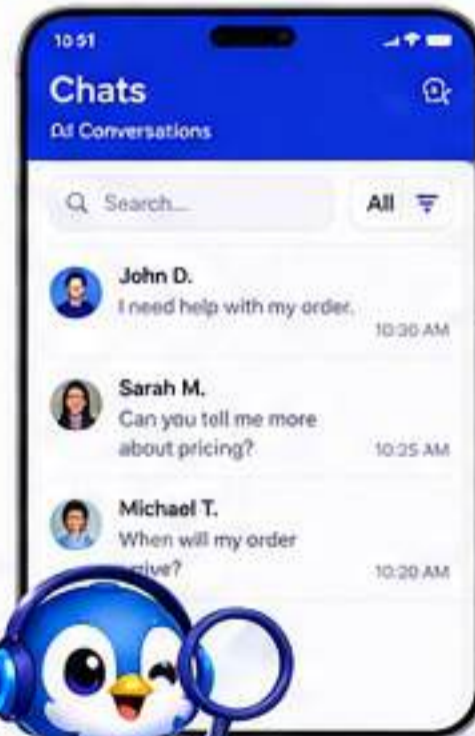 10:51
Chats
Conversations
Search...
All
John D.
I need help with my order.
10:30 AM
Sarah M.
Can you tell me more
about pricing?
10:25 AM
Michael T.
When will my order
10:20 AM